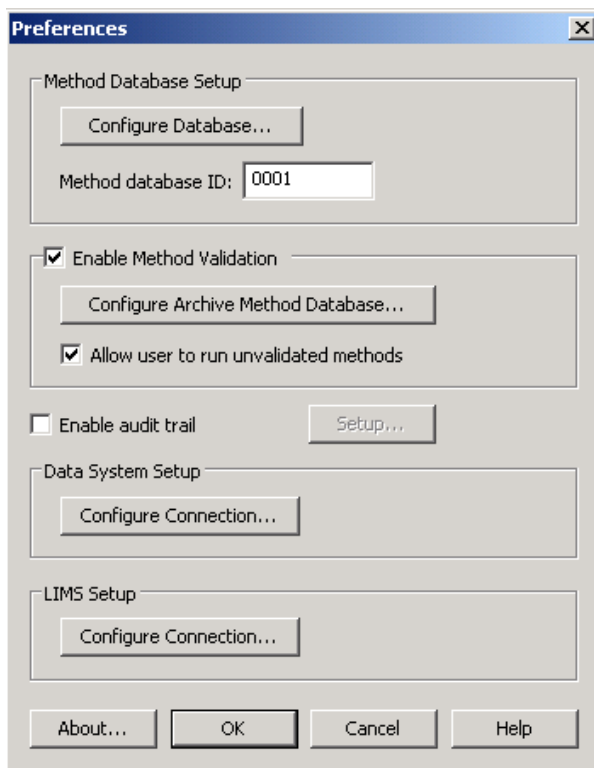 Preferences
Method Database Setup
Configure Database...
Method database ID: 0001
Enable Method Validation
Configure Archive Method Database...
Allow user to run unvalidated methods
Enable audit trail Setup...
Data System Setup
Configure Connection...
LIMS Setup
Configure Connection...
About... OK Cancel Help